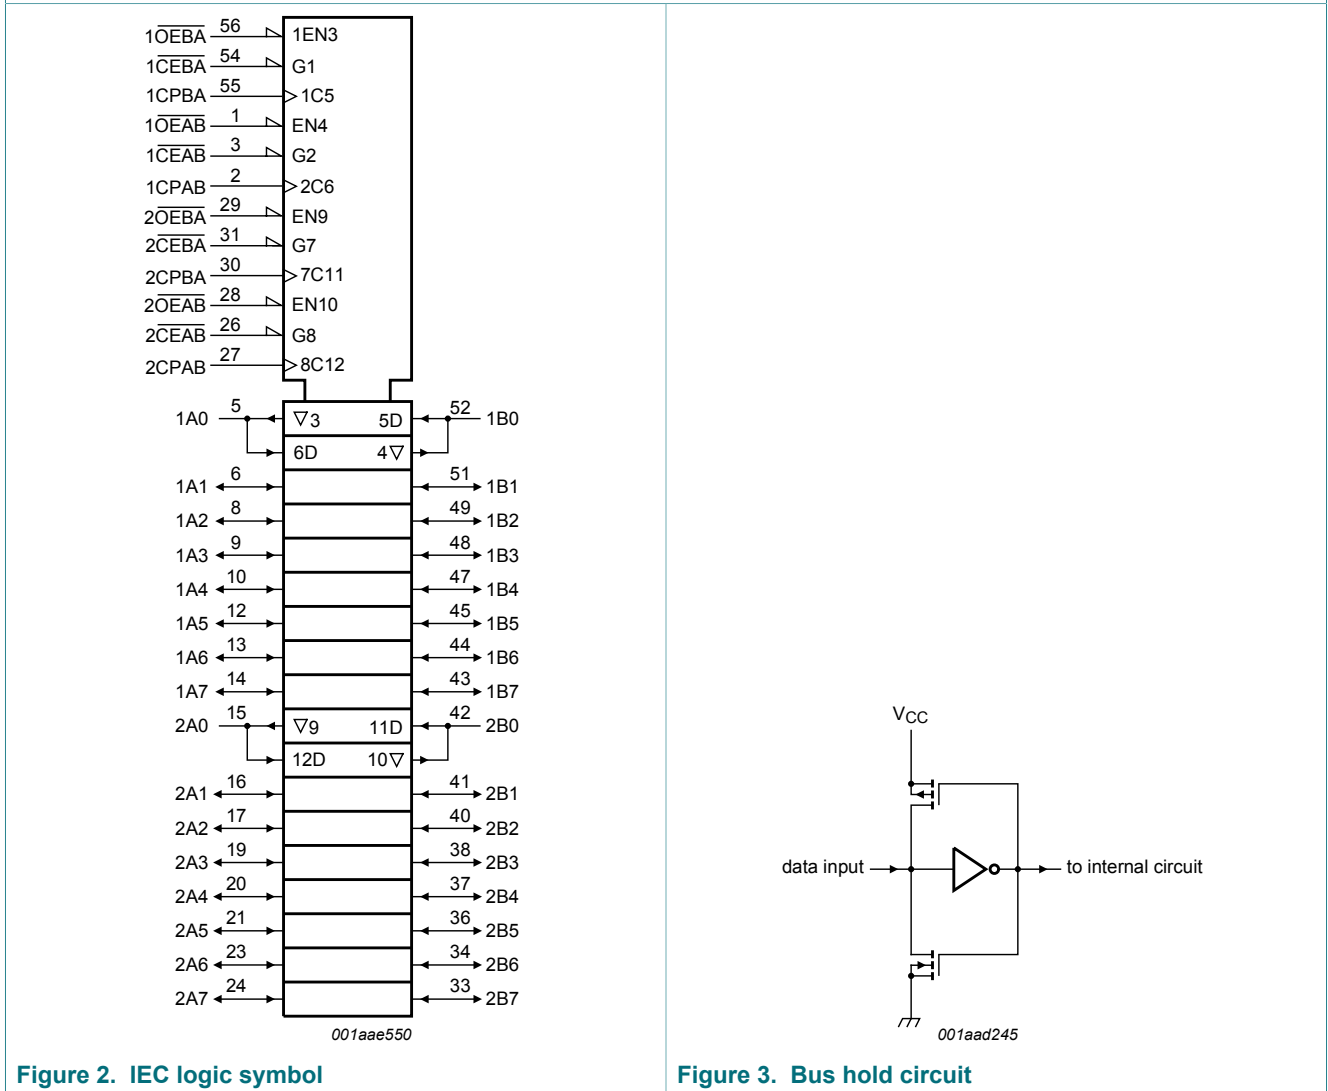 1OEBA 56 1EN3
1CEBA 54 G1
1CPBA 55 1C5
1OEAB 1 EN4
1CEAB 3 G2
1CPAB 2 2C6
2OEBA 29 EN9
2CEBA 31 G7
2CPBA 30 7C11
2OEAB 28 EN10
2CEAB 26 G8
2CPAB 27 8C12
1A0 5 ▽3 5D 52 1B0
6D 4▽
1A1 6 51 1B1
1A2 8 49 1B2
1A3 9 48 1B3
1A4 10 47 1B4
1A5 12 45 1B5
1A6 13 44 1B6
1A7 14 43 1B7
2A0 15 ▽9 11D 42 2B0
12D 10▽
2A1 16 41 2B1
2A2 17 40 2B2
2A3 19 38 2B3
2A4 20 37 2B4
2A5 21 36 2B5
2A6 23 34 2B6
2A7 24 33 2B7
001aae550
Figure 2. IEC logic symbol
VCC
data input to internal circuit
001aad245
Figure 3. Bus hold circuit